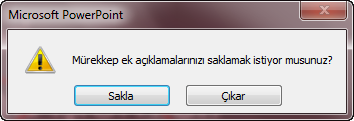 Microsoft PowerPoint
Mürekkep ek açıklamalarınızı saklamak istiyor musunuz?
Sakla
Çıkar